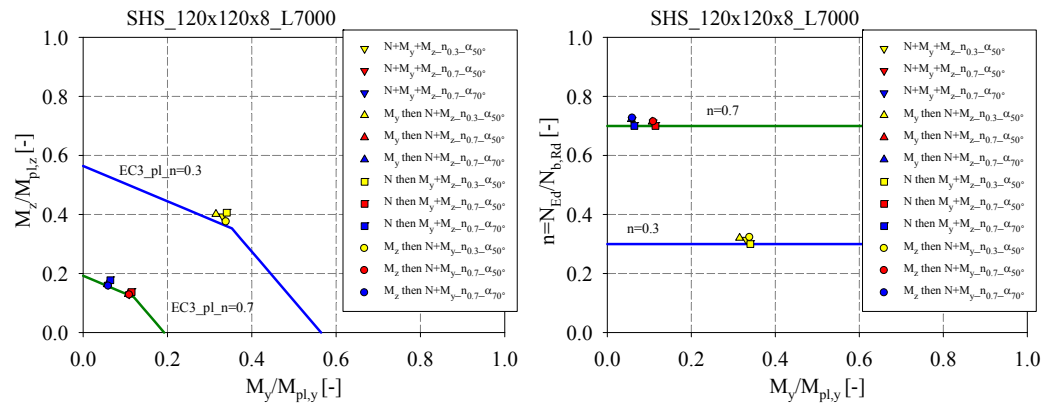 SHS_120x120x8_L7000
M_z/M_pl,z [-]
1.0
0.8
0.6
0.4
0.2
0.0
0.0 0.2 0.4 0.6 0.8 1.0
M_y/M_pl,y [-]
EC3_pl_n=0.3
EC3_pl_n=0.7
N+M_y+M_z_n_0.3_α_50°
N+M_y+M_z_n_0.7_α_50°
N+M_y+M_z_n_0.7_α_70°
M_y then N+M_z_n_0.3_α_50°
M_y then N+M_z_n_0.7_α_50°
M_y then N+M_z_n_0.7_α_70°
N then M_y+M_z_n_0.3_α_50°
N then M_y+M_z_n_0.7_α_50°
N then M_y+M_z_n_0.7_α_70°
M_z then N+M_y_n_0.3_α_50°
M_z then N+M_y_n_0.7_α_50°
M_z then N+M_y_n_0.7_α_70°
SHS_120x120x8_L7000
n=N_Ed/N_b,Rd [-]
1.0
0.8
0.6
0.4
0.2
0.0
0.0 0.2 0.4 0.6 0.8 1.0
M_y/M_pl,y [-]
n=0.7
n=0.3
N+M_y+M_z_n_0.3_α_50°
N+M_y+M_z_n_0.7_α_50°
N+M_y+M_z_n_0.7_α_70°
M_y then N+M_z_n_0.3_α_50°
M_y then N+M_z_n_0.7_α_50°
M_y then N+M_z_n_0.7_α_70°
N then M_y+M_z_n_0.3_α_50°
N then M_y+M_z_n_0.7_α_50°
N then M_y+M_z_n_0.7_α_70°
M_z then N+M_y_n_0.3_α_50°
M_z then N+M_y_n_0.7_α_50°
M_z then N+M_y_n_0.7_α_70°